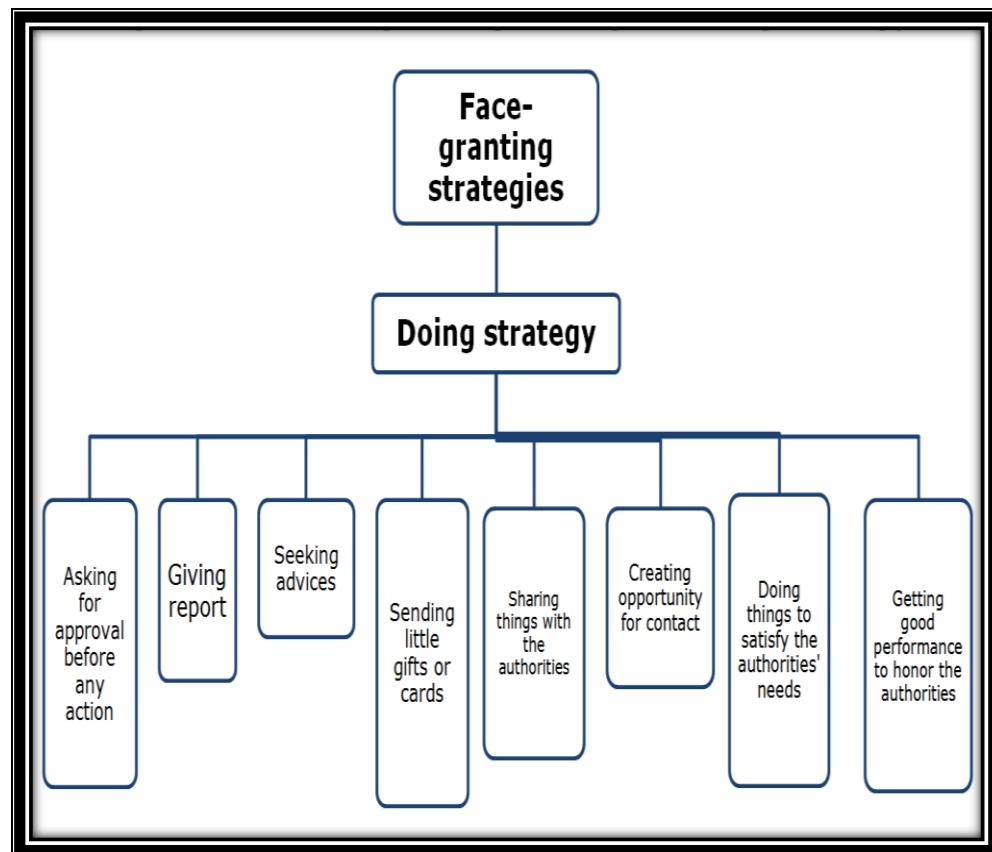 Face-
granting
strategies
Doing strategy
Asking
for
approval
before
any
action
Giving
report
Seeking
advices
Sending
little
gifts or
cards
Sharing
things with
the
authorities
Creating
opportunity
for contact
Doing
things to
satisfy the
authorities'
needs
Getting
good
performance
to honor the
authorities